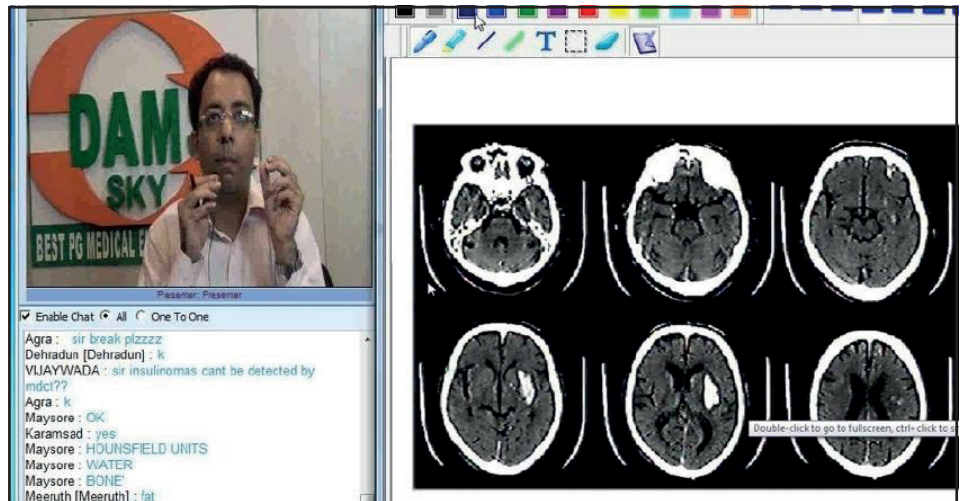 DAM
SKY
BEST PG MEDICAL E
Presenter: Presenter
Enable Chat All One To One
Agra : sir break plzzzz
Dehradun [Dehradun] : k
VIJAYWADA : sir insulinomas cant be detected by
mdct??
Agra : k
Maysore : OK
Karamsad : yes
Maysore : HOUNSFIELD UNITS
Maysore : WATER
Maysore : BONE'
Meeruth [Meeruth] : fat
T
Double-click to go to fullscreen, ctrl+ click to s